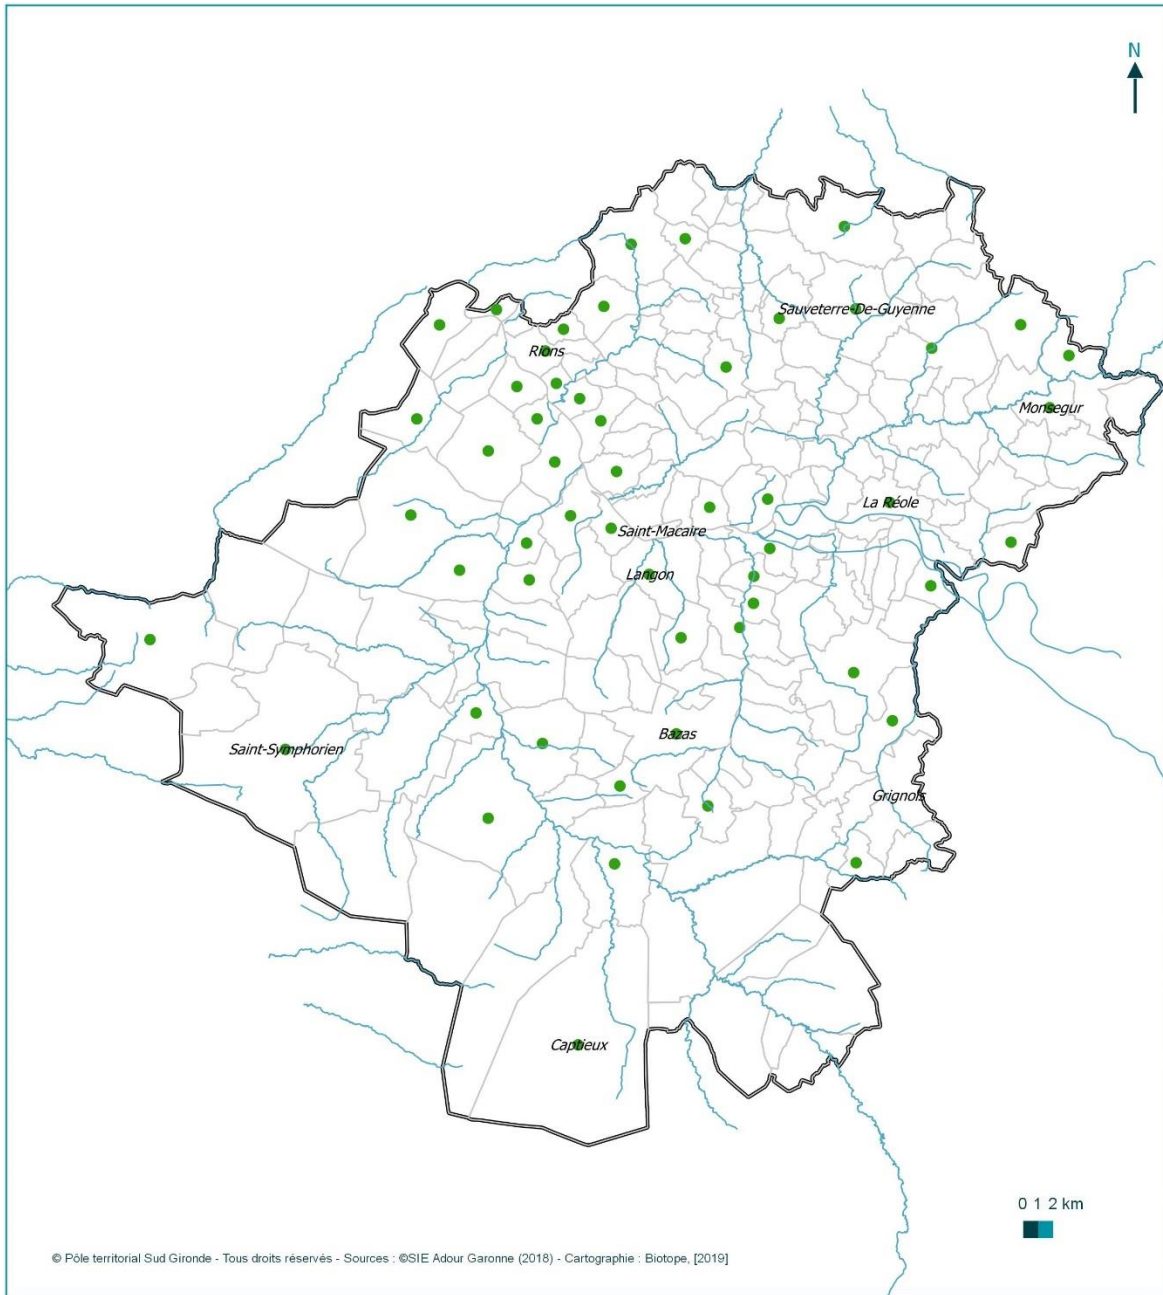 N
Sauveterre-De-Guyenne
Rions
Monsegur
La Réole
Saint-Macaire
Langon
Bazas
Saint-Symphorien
Grignols
Captieux
0 1 2 km
© Pôle territorial Sud Gironde - Tous droits réservés - Sources : ©SIE Adour Garonne (2018) - Cartographie : Biotope, [2019]